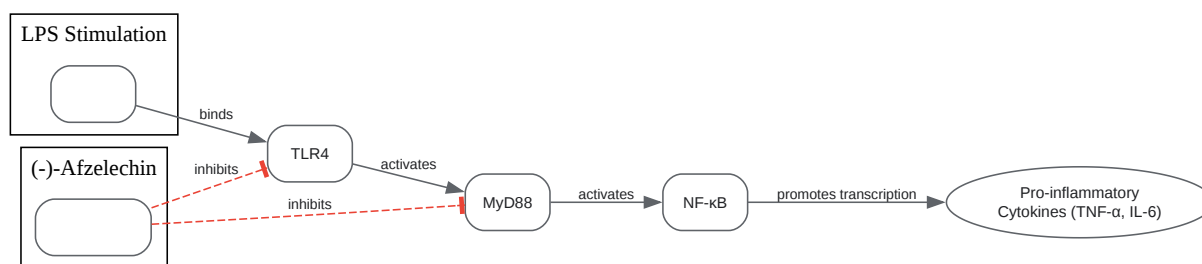 LPS Stimulation
binds
(-)-Afzelechin
inhibits
TLR4
activates
inhibits
MyD88
activates
NF-κB
promotes transcription
Pro-inflammatory
Cytokines (TNF-α, IL-6)